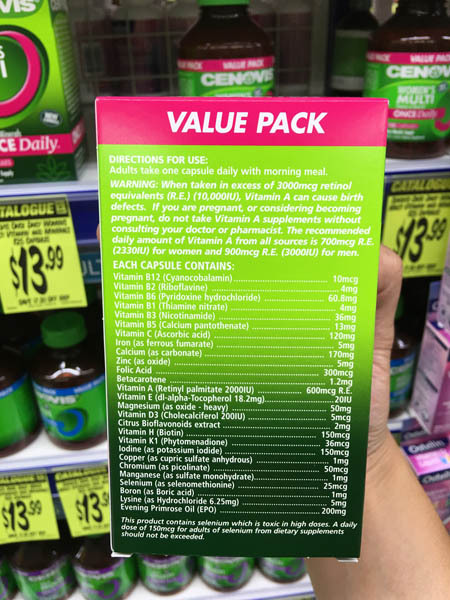 VALUE PACK
CENOVIS
VALUE PACK
CENOVIS
WOMEN'S
MULTI
ONCE Daily
CE Daily.
VALUE PACK
DIRECTIONS FOR USE:
Adults take one capsule daily with morning meal.
WARNING: When taken in excess of 3000mcg retinol
equivalents (R.E.) (10,000IU), Vitamin A can cause birth
defects. If you are pregnant, or considering becoming
pregnant, do not take Vitamin A supplements without
consulting your doctor or pharmacist. The recommended
daily amount of Vitamin A from all sources is 700mcg R.E.
(2330IU) for women and 900mcg R.E. (3000IU) for men.
EACH CAPSULE CONTAINS:
Vitamin B12 (Cyanocobalamin) 10mcg
Vitamin B2 (Riboflavine) 4mg
Vitamin B6 (Pyridoxine hydrochloride) 60.8mg
Vitamin B1 (Thiamine nitrate) 4mg
Vitamin B3 (Nicotinamide) 36mg
Vitamin B5 (Calcium pantothenate) 13mg
Vitamin C (Ascorbic acid) 120mg
Iron (as ferrous fumarate) 5mg
Calcium (as carbonate) 170mg
Zinc (as oxide) 5mg
Folic Acid 300mcg
Betacarotene 1.2mg
Vitamin A (Retinyl palmitate 2000IU) 600mcg R.E.
Vitamin E (dl-alpha-Tocopherol 18.2mg) 20IU
Magnesium (as oxide - heavy) 50mg
Vitamin D3 (Colecalciferol 200IU) 5mcg
Citrus Bioflavonoids extract 2mg
Vitamin H (Biotin) 150mcg
Vitamin K1 (Phytomenadione) 36mcg
Iodine (as potassium iodide) 150mcg
Copper (as cupric sulfate anhydrous) 1mg
Chromium (as picolinate) 50mcg
Manganese (as sulfate monohydrate) 1mg
Selenium (as selenomethionine) 25mcg
Boron (as Boric acid) 1mg
Lysine (as Hydrochloride 6.25mg) 5mg
Evening Primrose Oil (EPO) 200mg
This product contains selenium which is toxic in high doses. A daily
dose of 150mcg for adults of selenium from dietary supplements
should not be exceeded.
$13.99
CATALOGUE
$13.99
$13.99
$13